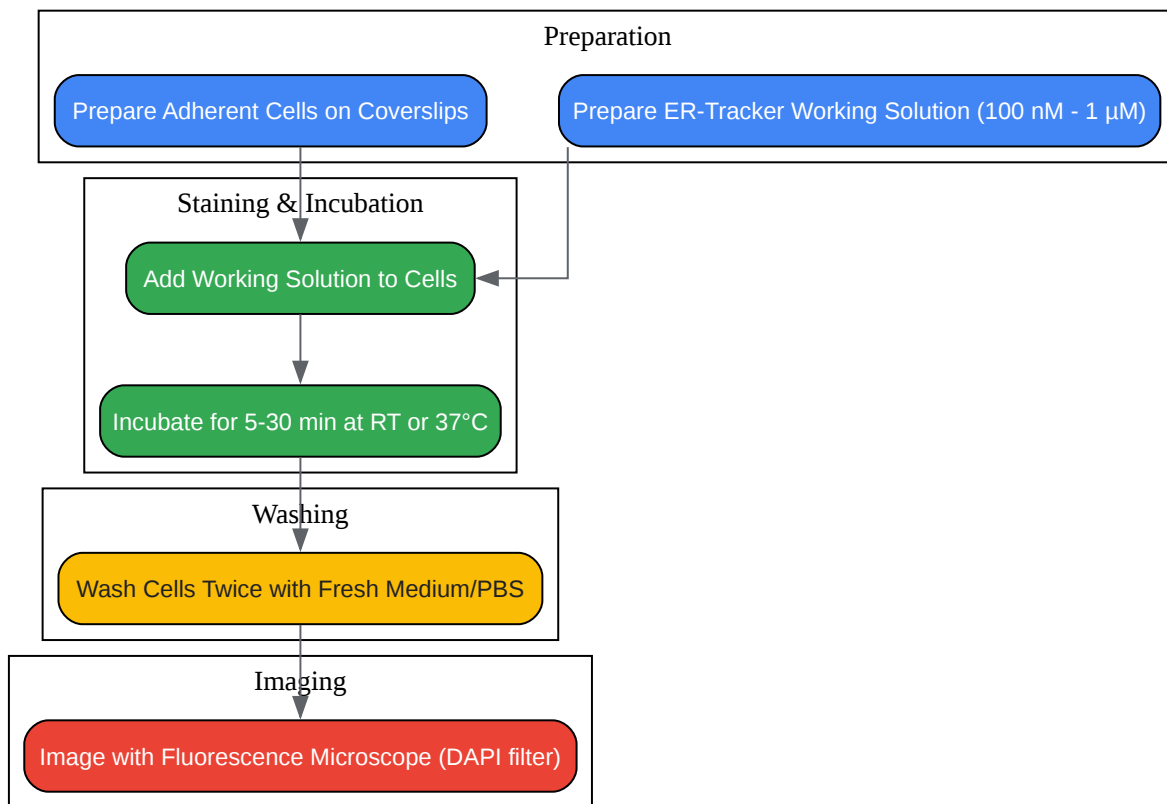 Preparation
Prepare Adherent Cells on Coverslips
Prepare ER-Tracker Working Solution (100 nM - 1 µM)
Staining & Incubation
Add Working Solution to Cells
Incubate for 5-30 min at RT or 37°C
Washing
Wash Cells Twice with Fresh Medium/PBS
Imaging
Image with Fluorescence Microscope (DAPI filter)